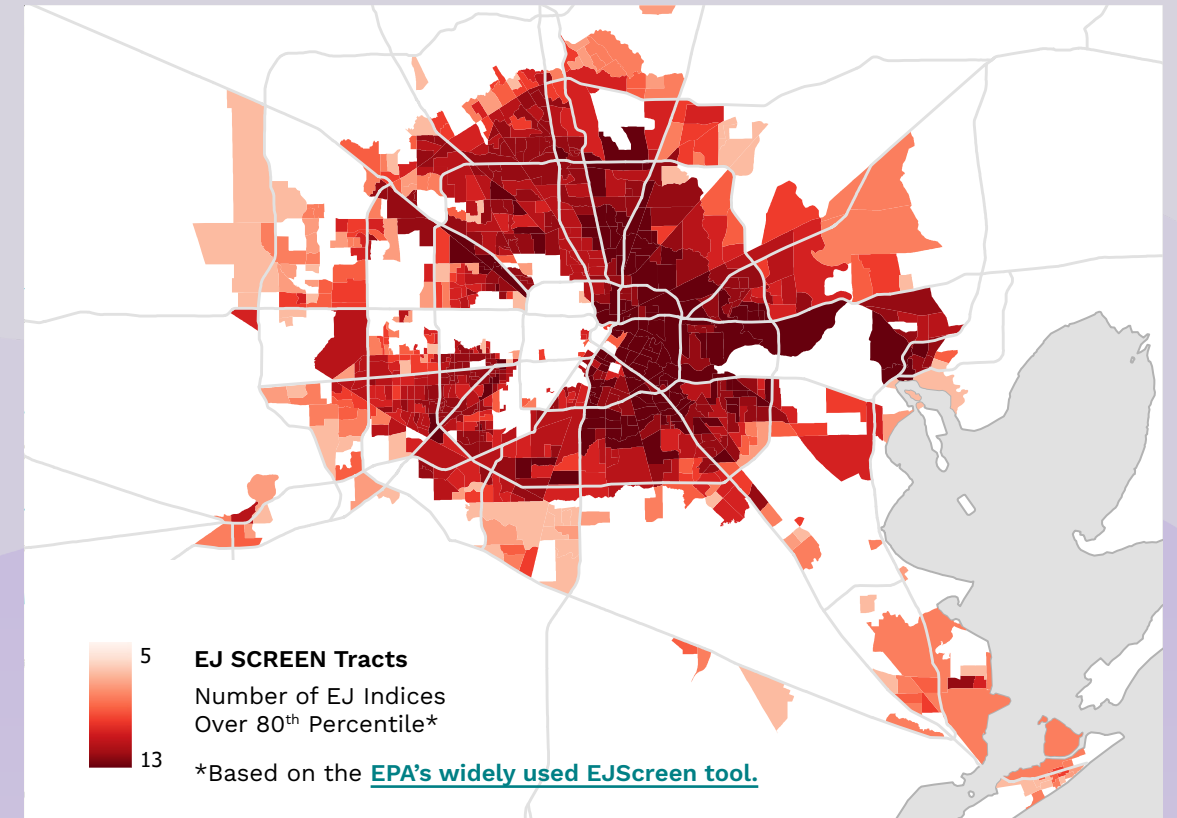 5
13
EJ SCREEN Tracts
Number of EJ Indices
Over 80th Percentile*
*Based on the EPA's widely used EJScreen tool.